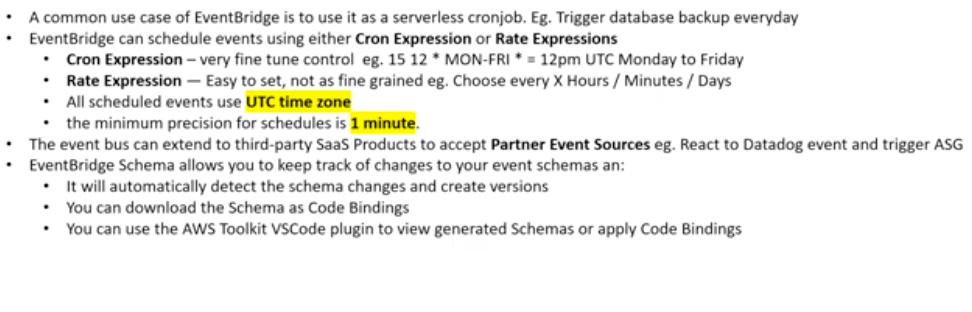 • A common use case of EventBridge is to use it as a serverless cronjob. Eg. Trigger database backup everyday
• EventBridge can schedule events using either Cron Expression or Rate Expressions
• Cron Expression – very fine tune control eg. 15 12 * MON-FRI * = 12pm UTC Monday to Friday
• Rate Expression — Easy to set, not as fine grained eg. Choose every X Hours / Minutes / Days
• All scheduled events use UTC time zone
• the minimum precision for schedules is 1 minute.
• The event bus can extend to third-party SaaS Products to accept Partner Event Sources eg. React to Datadog event and trigger ASG
• EventBridge Schema allows you to keep track of changes to your event schemas an:
• It will automatically detect the schema changes and create versions
• You can download the Schema as Code Bindings
• You can use the AWS Toolkit VSCode plugin to view generated Schemas or apply Code Bindings